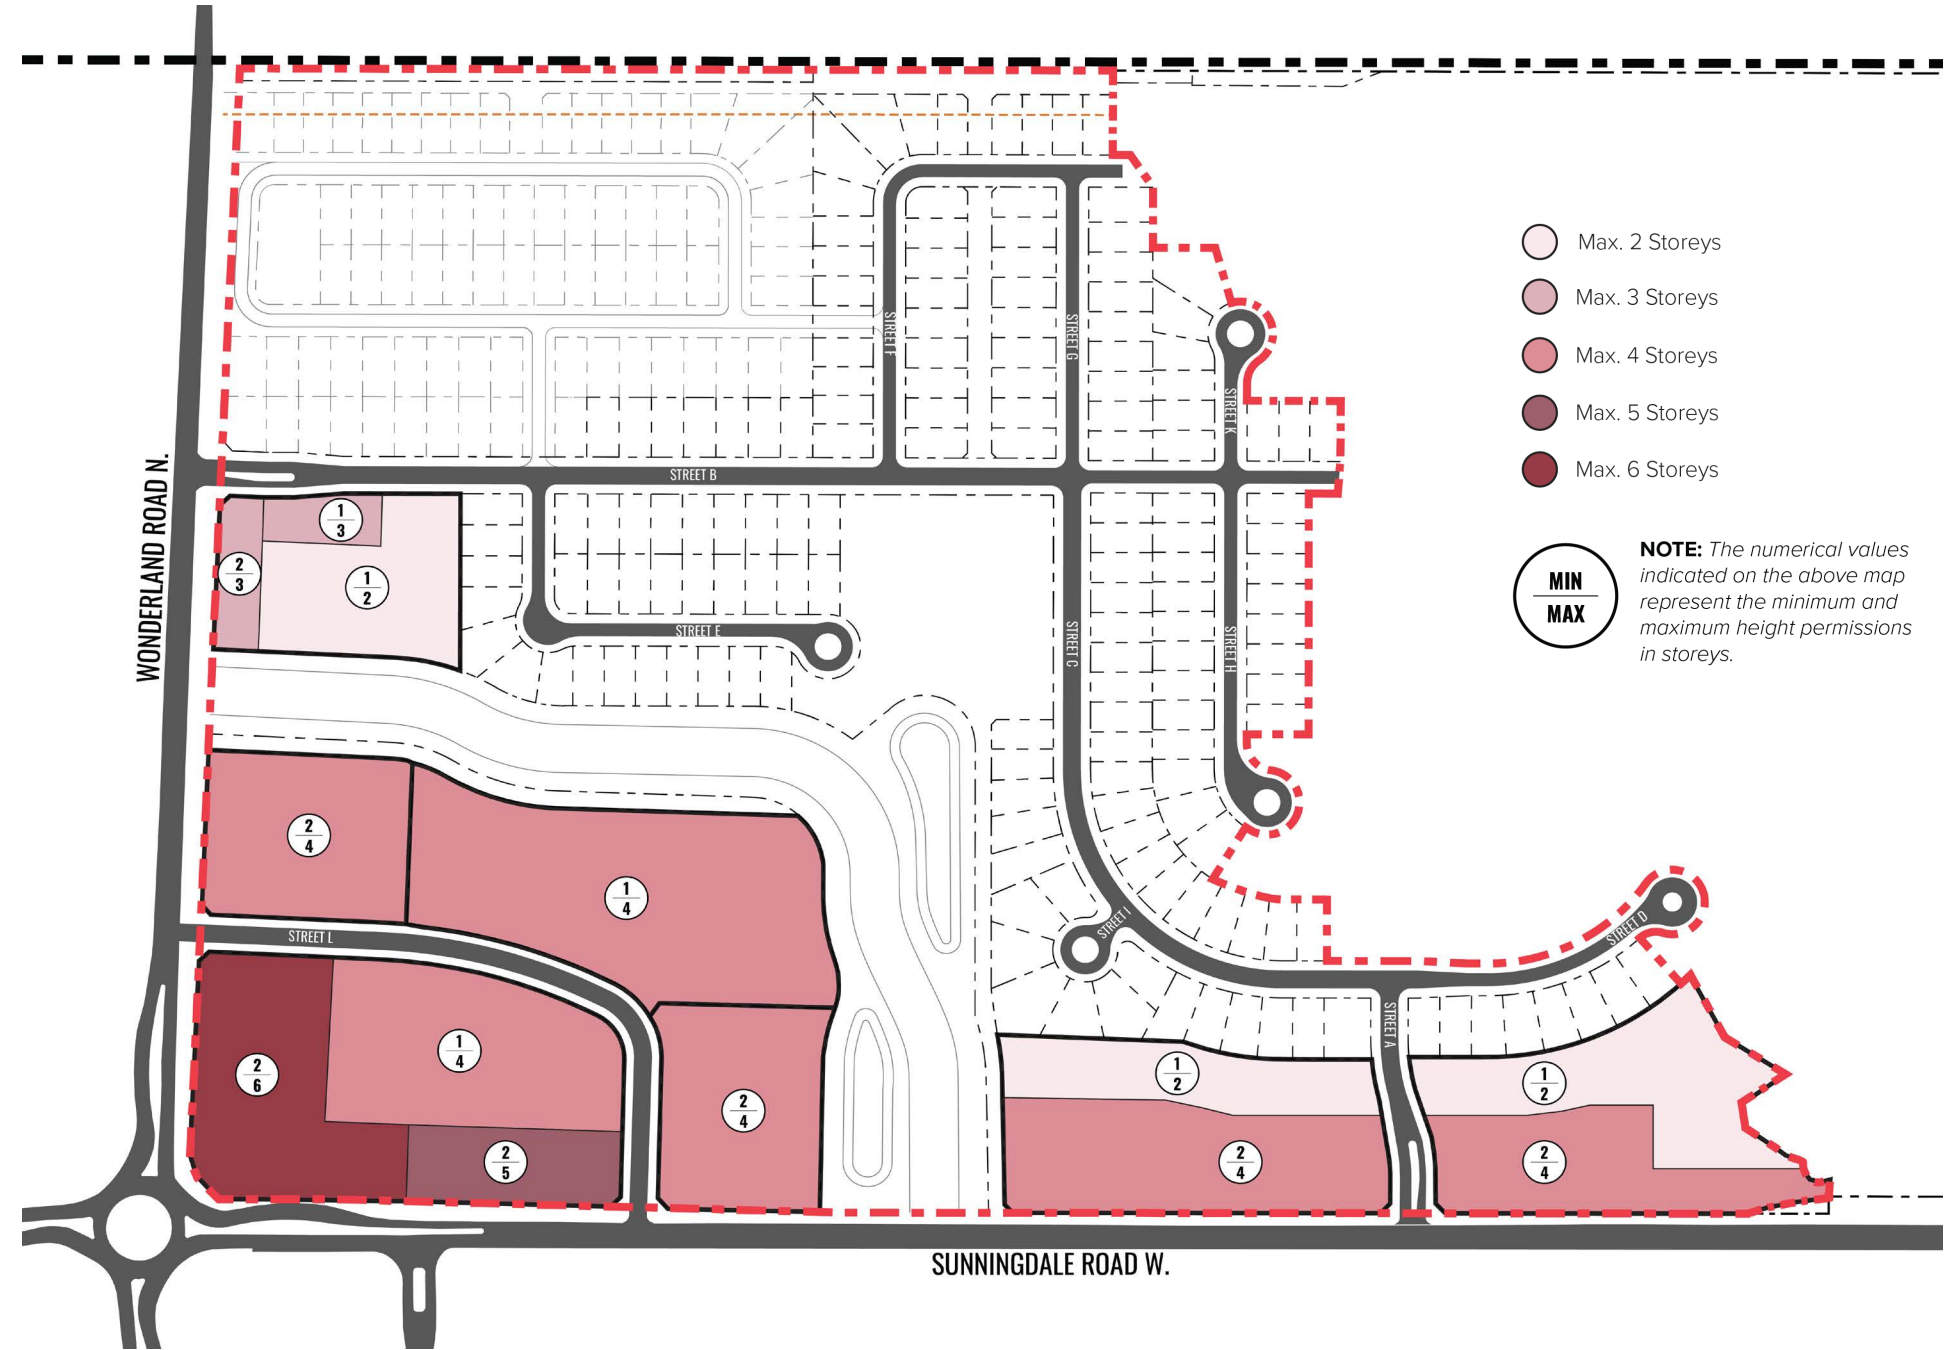 Max. 2 Storeys
Max. 3 Storeys
Max. 4 Storeys
Max. 5 Storeys
Max. 6 Storeys
MIN
MAX
NOTE: The numerical values
indicated on the above map
represent the minimum and
maximum height permissions
in storeys.
WONDERLAND ROAD N.
STREET F
STREET G
STREET K
STREET B
1
3
2
3
1
2
STREET E
STREET C
STREET H
2
4
1
4
STREET I
STREET D
STREET L
STREET A
2
6
1
4
2
5
2
4
1
2
1
2
2
4
2
4
SUNNINGDALE ROAD W.